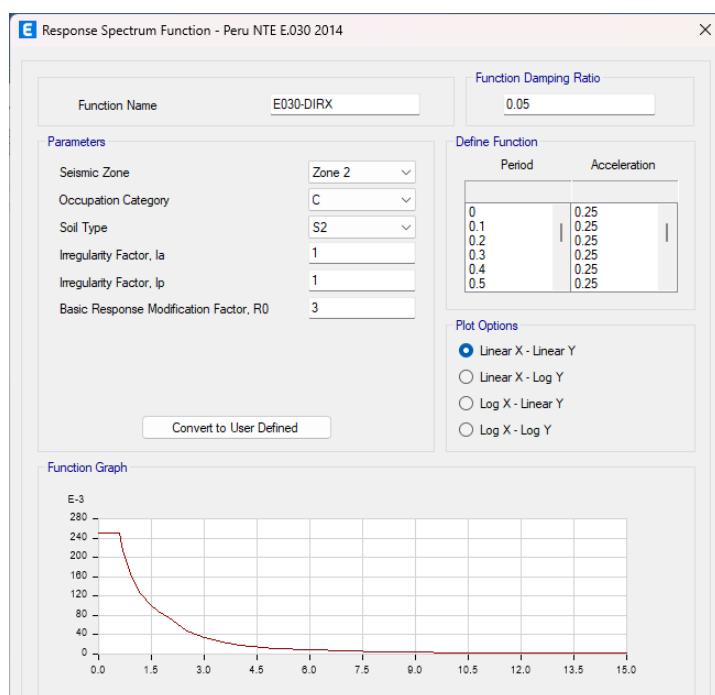 E Response Spectrum Function - Peru NTE E.030 2014
Function Damping Ratio
Function Name E030-DIRX 0.05
Parameters
Define Function
Seismic Zone Zone 2
Occupation Category C
Soil Type S2
Irregularity Factor, Ia 1
Irregularity Factor, Ip 1
Basic Response Modification Factor, R0 3
Convert to User Defined
Period Acceleration
0 0.25
0.1 0.25
0.2 0.25
0.3 0.25
0.4 0.25
0.5 0.25
Plot Options
Linear X - Linear Y
Linear X - Log Y
Log X - Linear Y
Log X - Log Y
Function Graph
E-3
280
240
200
160
120
80
40
0
0.0 1.5 3.0 4.5 6.0 7.5 9.0 10.5 12.0 13.5 15.0